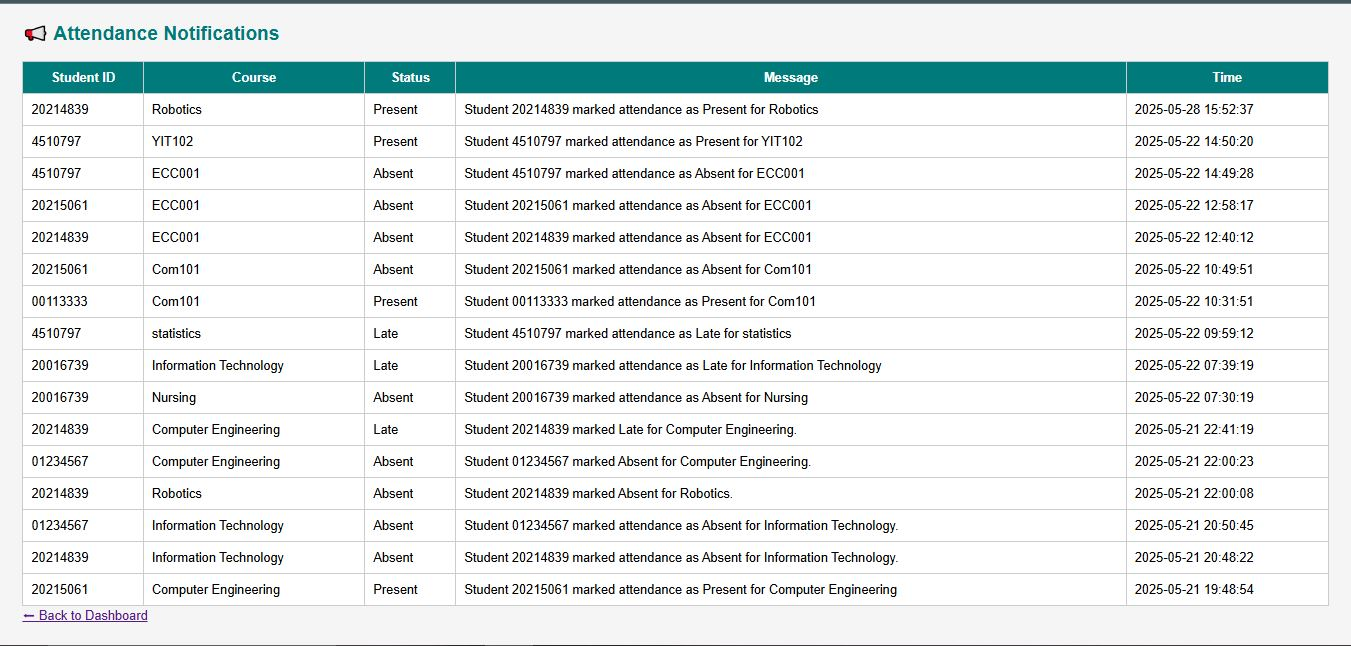 Attendance Notifications
Student ID Course Status Message Time
20214839 Robotics Present Student 20214839 marked attendance as Present for Robotics 2025-05-28 15:52:37
4510797 YIT102 Present Student 4510797 marked attendance as Present for YIT102 2025-05-22 14:50:20
4510797 ECC001 Absent Student 4510797 marked attendance as Absent for ECC001 2025-05-22 14:49:28
20215061 ECC001 Absent Student 20215061 marked attendance as Absent for ECC001 2025-05-22 12:58:17
20214839 ECC001 Absent Student 20214839 marked attendance as Absent for ECC001 2025-05-22 12:40:12
20215061 Com101 Absent Student 20215061 marked attendance as Absent for Com101 2025-05-22 10:49:51
00113333 Com101 Present Student 00113333 marked attendance as Present for Com101 2025-05-22 10:31:51
4510797 statistics Late Student 4510797 marked attendance as Late for statistics 2025-05-22 09:59:12
20016739 Information Technology Late Student 20016739 marked attendance as Late for Information Technology 2025-05-22 07:39:19
20016739 Nursing Absent Student 20016739 marked attendance as Absent for Nursing 2025-05-22 07:30:19
20214839 Computer Engineering Late Student 20214839 marked Late for Computer Engineering. 2025-05-21 22:41:19
01234567 Computer Engineering Absent Student 01234567 marked Absent for Computer Engineering. 2025-05-21 22:00:23
20214839 Robotics Absent Student 20214839 marked Absent for Robotics. 2025-05-21 22:00:08
01234567 Information Technology Absent Student 01234567 marked attendance as Absent for Information Technology. 2025-05-21 20:50:45
20214839 Information Technology Absent Student 20214839 marked attendance as Absent for Information Technology. 2025-05-21 20:48:22
20215061 Computer Engineering Present Student 20215061 marked attendance as Present for Computer Engineering 2025-05-21 19:48:54
← Back to Dashboard